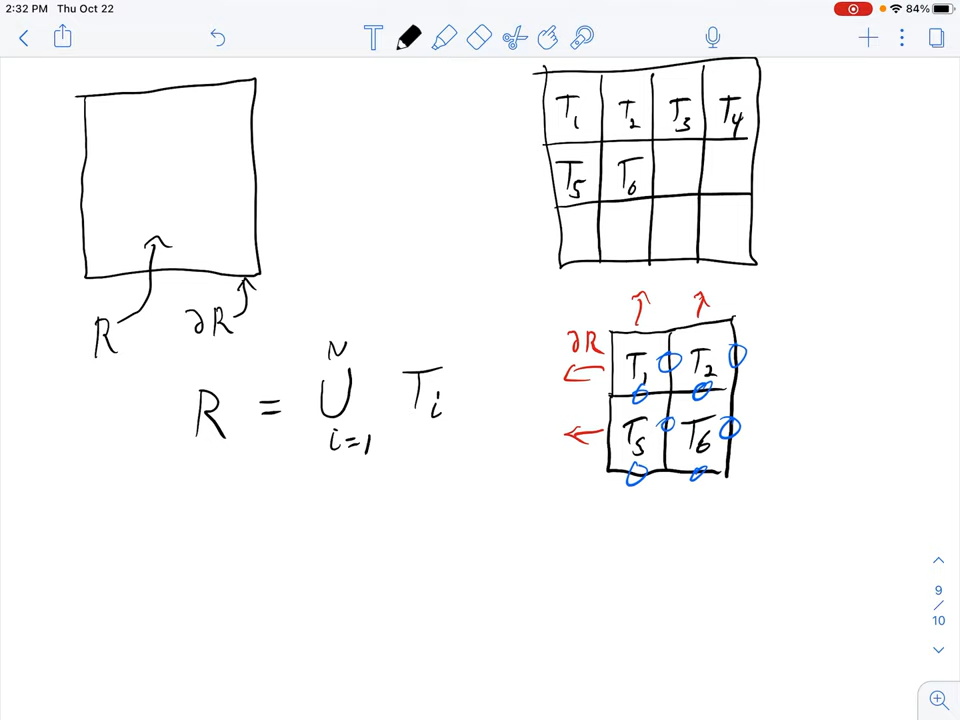 2:32 PM Thu Oct 22
84%
T
T₁ T₂ T₃ T₄
T₅ T₆
R
∂R
∂R
T₁ T₂
T₅ T₆
N
R = ∪ Tᵢ
i=1
9
/
10